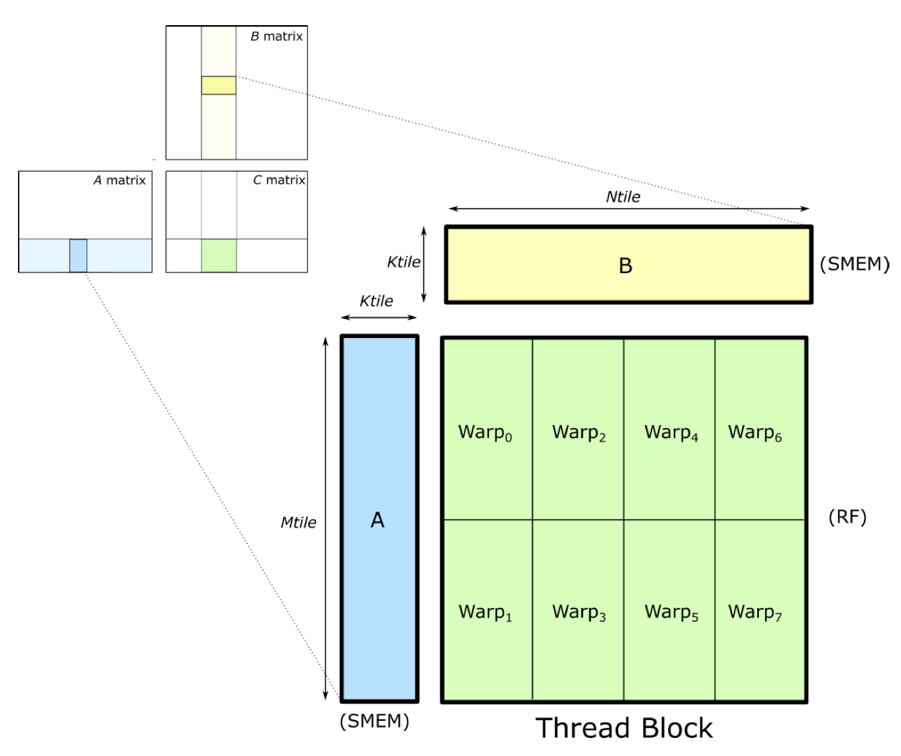 B matrix
A matrix
C matrix
Ntile
Ktile
B
(SMEM)
Ktile
Warp₀ Warp₂ Warp₄ Warp₆
Mtile
A
(RF)
Warp₁ Warp₃ Warp₅ Warp₇
(SMEM)
Thread Block